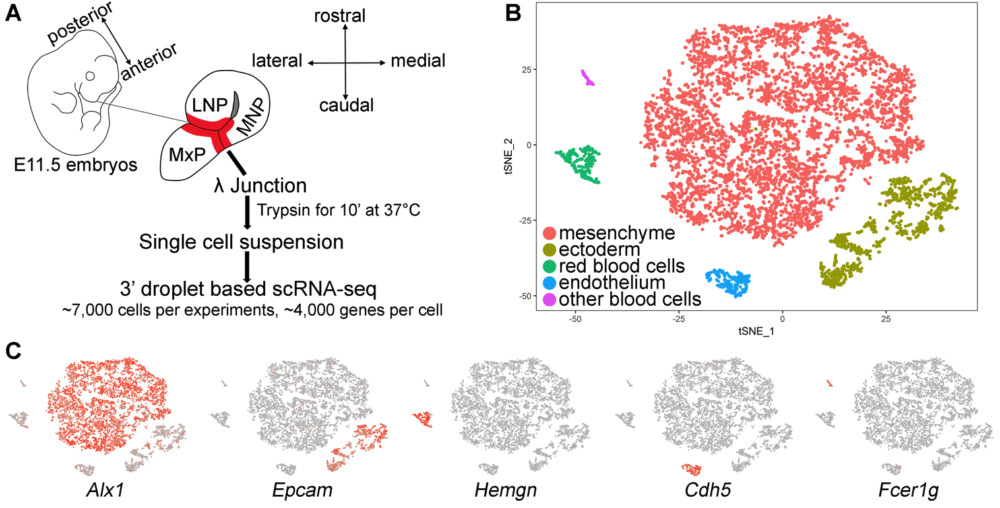 A
posterior
anterior
rostral
lateral
medial
caudal
LNP
MNP
MxP
E11.5 embryos
λ Junction
Trypsin for 10’ at 37°C
Single cell suspension
3’ droplet based scRNA-seq
~7,000 cells per experiments, ~4,000 genes per cell
B
tSNE_2
25
0
-25
-50
mesenchyme
ectoderm
red blood cells
endothelium
other blood cells
-50
-25
0
25
tSNE_1
C
Alx1
Epcam
Hemgn
Cdh5
Fcer1g